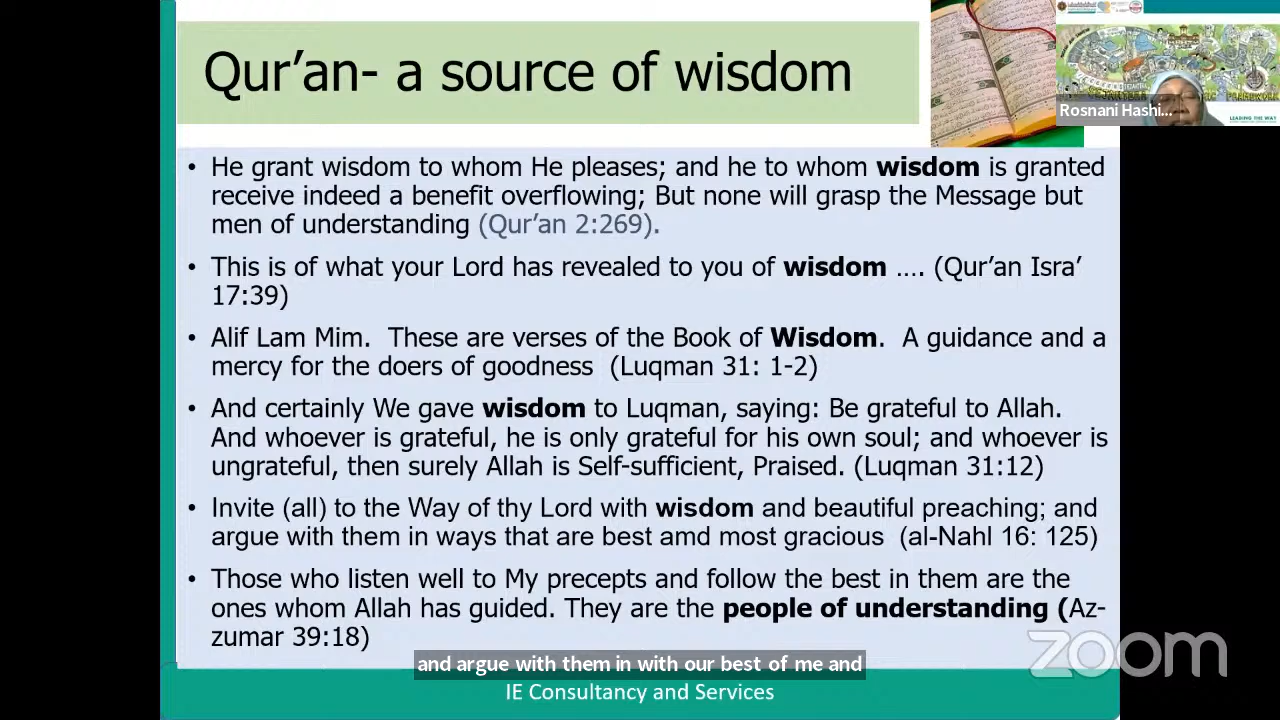 Qur’an- a source of wisdom
Rosnani Hashi...
LEADING THE WAY
• He grant wisdom to whom He pleases; and he to whom wisdom is granted
receive indeed a benefit overflowing; But none will grasp the Message but
men of understanding (Qur’an 2:269).
• This is of what your Lord has revealed to you of wisdom .... (Qur’an Isra’
17:39)
• Alif Lam Mim. These are verses of the Book of Wisdom. A guidance and a
mercy for the doers of goodness (Luqman 31: 1-2)
• And certainly We gave wisdom to Luqman, saying: Be grateful to Allah.
And whoever is grateful, he is only grateful for his own soul; and whoever is
ungrateful, then surely Allah is Self-sufficient, Praised. (Luqman 31:12)
• Invite (all) to the Way of thy Lord with wisdom and beautiful preaching; and
argue with them in ways that are best amd most gracious (al-Nahl 16: 125)
• Those who listen well to My precepts and follow the best in them are the
ones whom Allah has guided. They are the people of understanding (Az-
zumar 39:18)
zoom
and argue with them in with our best of me and
IE Consultancy and Services